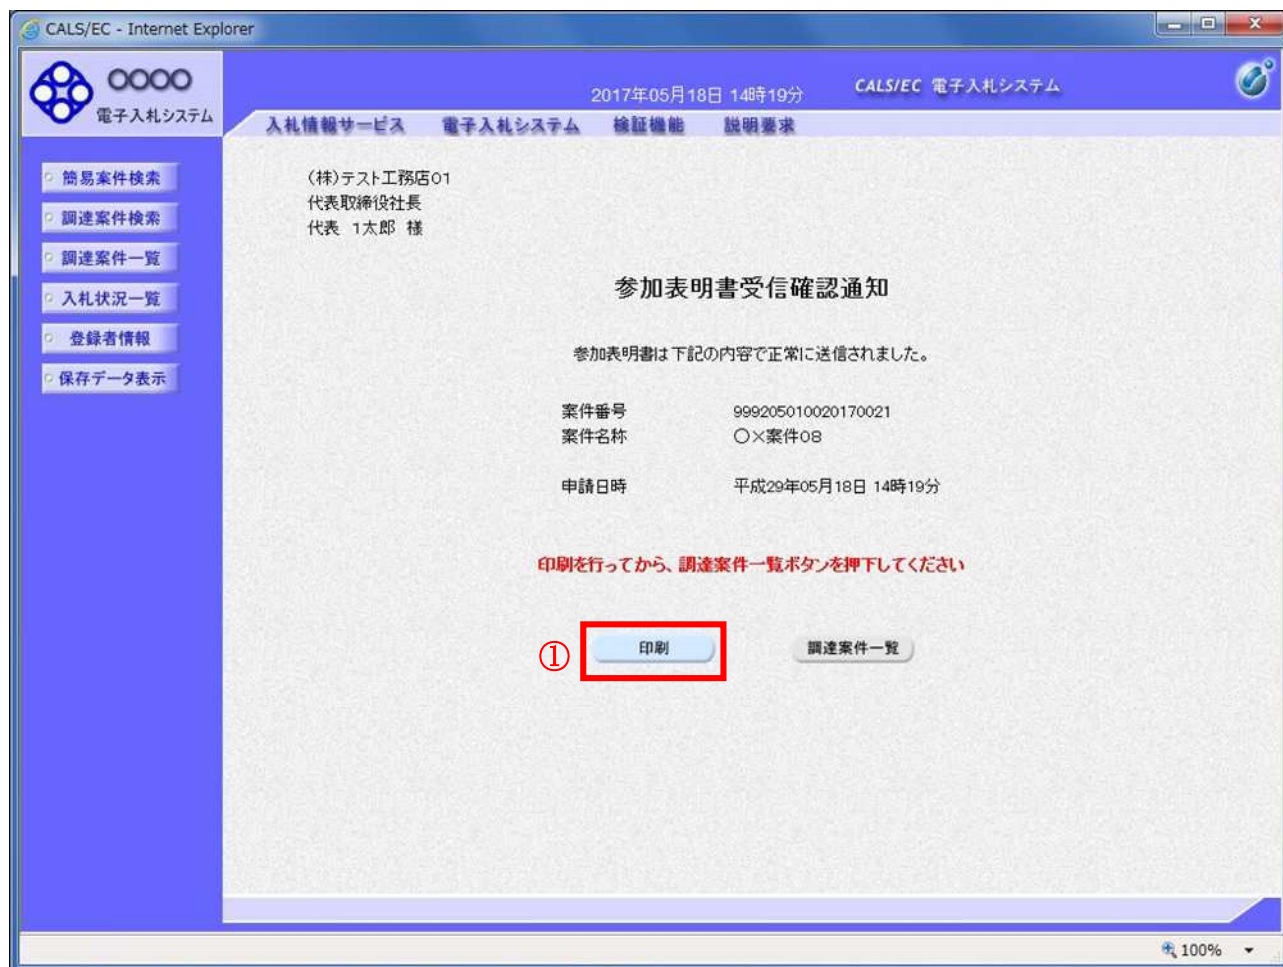 CALS/EC - Internet Explorer
○○○○
電子入札システム
2017年05月18日 14時19分
CALS/EC 電子入札システム
入札情報サービス 電子入札システム 検証機能 説明要求
簡易案件検索
調達案件検索
調達案件一覧
入札状況一覧
登録者情報
保存データ表示
(株)テスト工務店01
代表取締役社長
代表 1太郎 様
参加表明書受信確認通知
参加表明書は下記の内容で正常に送信されました。
案件番号 999205010020170021
案件名称 ○×案件08
申請日時 平成29年05月18日 14時19分
印刷を行ってから、調達案件一覧ボタンを押下してください
① 印刷 調達案件一覧
100%